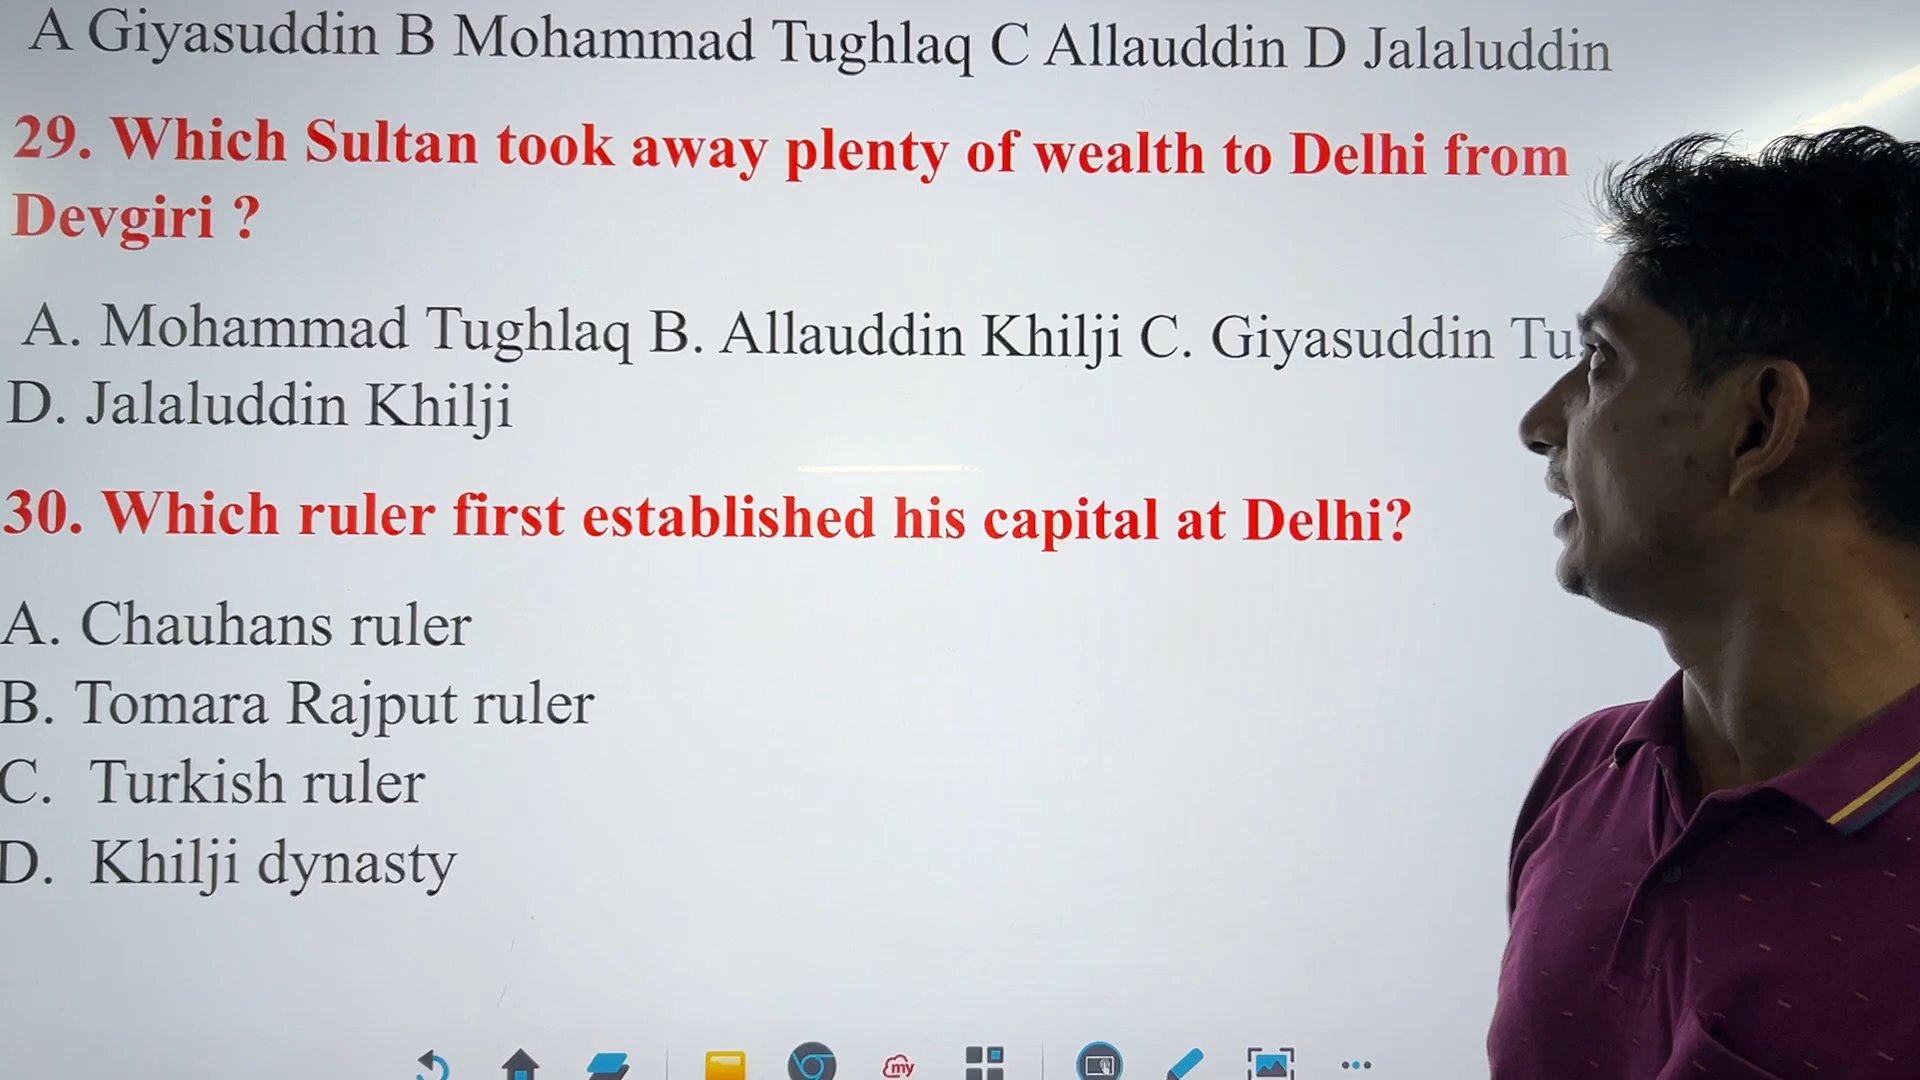 A Giyasuddin B Mohammad Tughlaq C Allauddin D Jalaluddin
29. Which Sultan took away plenty of wealth to Delhi from
Devgiri ?
A. Mohammad Tughlaq B. Allauddin Khilji C. Giyasuddin
D. Jalaluddin Khilji
30. Which ruler first established his capital at Delhi?
A. Chauhans ruler
B. Tomara Rajput ruler
C. Turkish ruler
D. Khilji dynasty
my